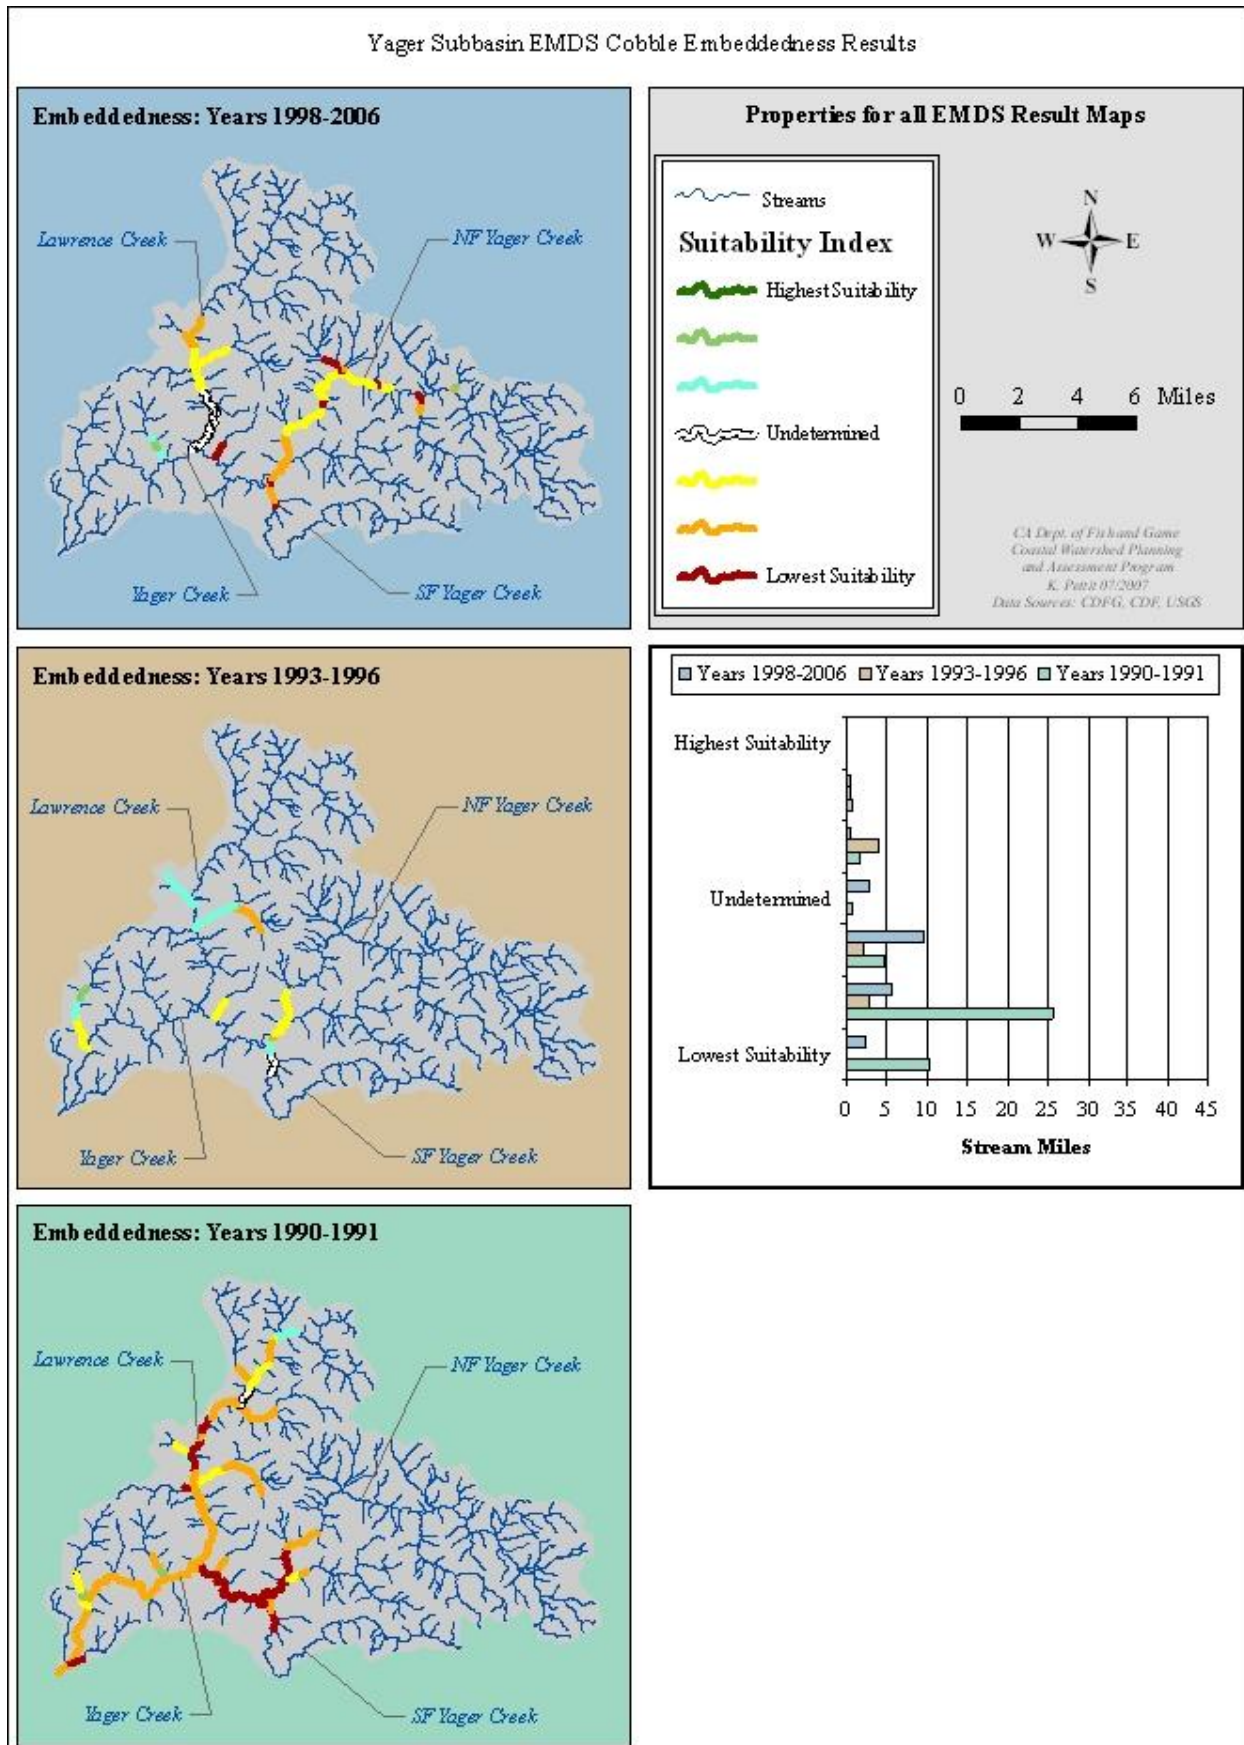 Yager Subbasin EMDS Cobble Embeddedness Results
Embeddedness: Years 1998-2006
Lawrence Creek
NF Yager Creek
Yager Creek
SF Yager Creek
Properties for all EMDS Result Maps
Streams
Suitability Index
Highest Suitability
Undetermined
Lowest Suitability
N
W E
S
0 2 4 6 Miles
CA Dept. of Fish and Game
Coastal Watershed Planning
and Assessment Program
K. Pettit 07/2007
Data Sources: CDFG, CDF, USGS
Embeddedness: Years 1993-1996
Lawrence Creek
NF Yager Creek
Yager Creek
SF Yager Creek
Years 1998-2006 Years 1993-1996 Years 1990-1991
Highest Suitability
Undetermined
Lowest Suitability
0 5 10 15 20 25 30 35 40 45
Stream Miles
Embeddedness: Years 1990-1991
Lawrence Creek
NF Yager Creek
Yager Creek
SF Yager Creek